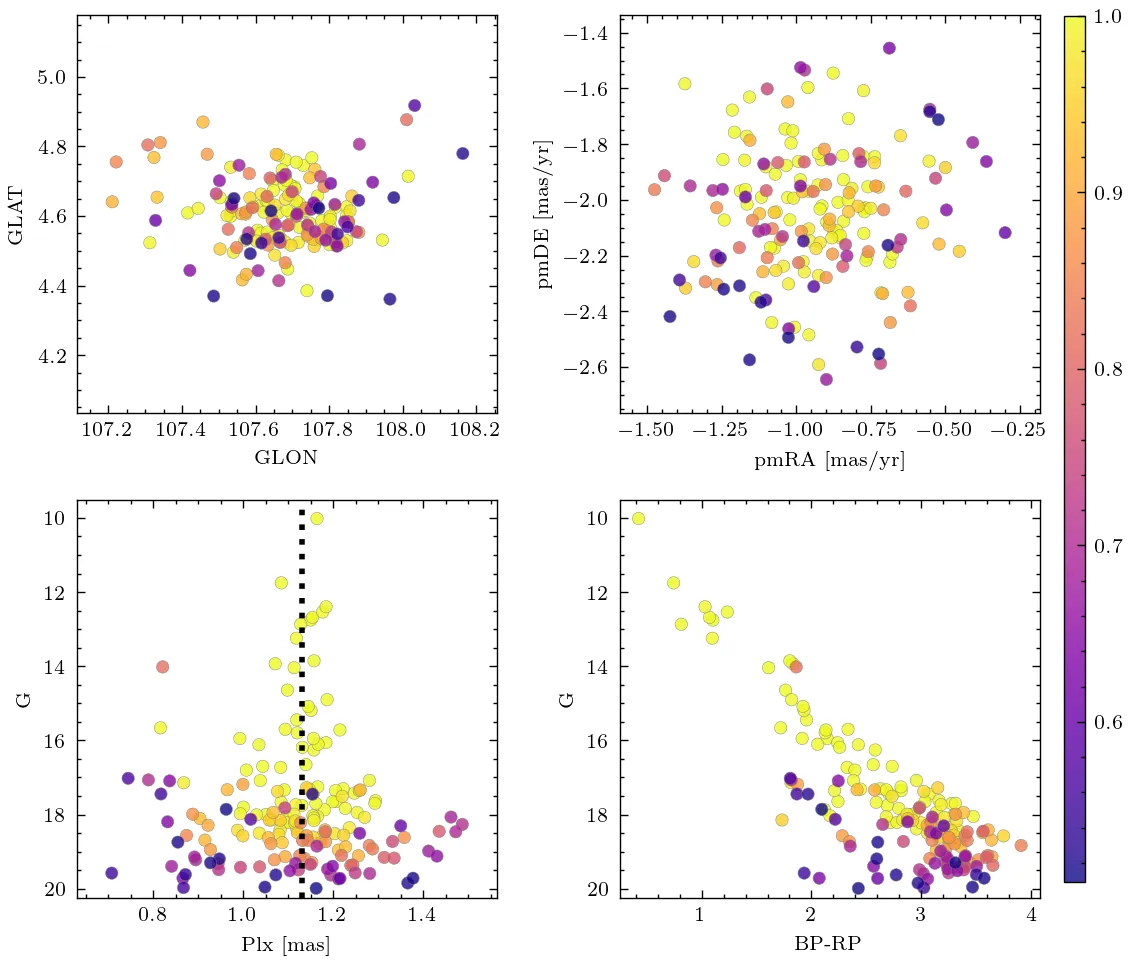 5.0
4.8
4.6
4.4
4.2
GLAT
107.2 107.4 107.6 107.8 108.0 108.2
GLON
−1.4
−1.6
−1.8
−2.0
−2.2
−2.4
−2.6
pmDE [mas/yr]
−1.50 −1.25 −1.00 −0.75 −0.50 −0.25
pmRA [mas/yr]
1.0
0.9
0.8
0.7
0.6
10
12
14
16
18
20
G
0.8 1.0 1.2 1.4
Plx [mas]
10
12
14
16
18
20
G
1 2 3 4
BP-RP